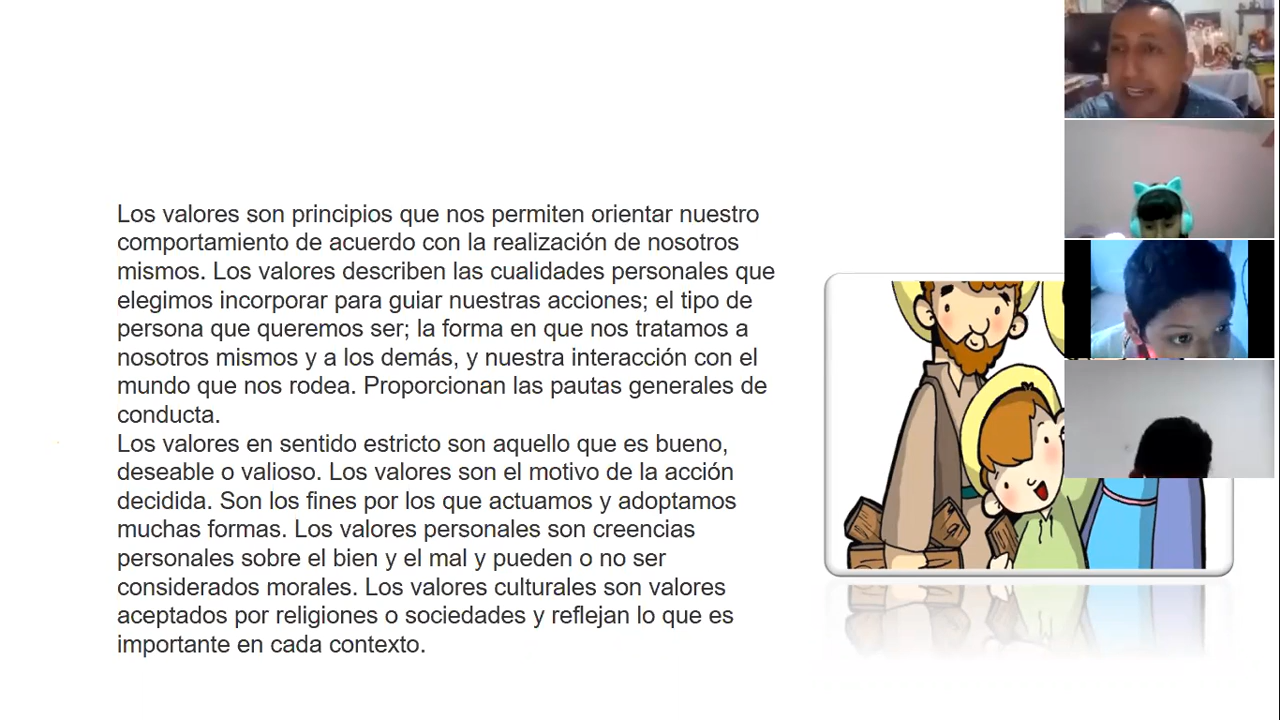 Los valores son principios que nos permiten orientar nuestro
comportamiento de acuerdo con la realización de nosotros
mismos. Los valores describen las cualidades personales que
elegimos incorporar para guiar nuestras acciones; el tipo de
persona que queremos ser; la forma en que nos tratamos a
nosotros mismos y a los demás, y nuestra interacción con el
mundo que nos rodea. Proporcionan las pautas generales de
conducta.
Los valores en sentido estricto son aquello que es bueno,
deseable o valioso. Los valores son el motivo de la acción
decidida. Son los fines por los que actuamos y adoptamos
muchas formas. Los valores personales son creencias
personales sobre el bien y el mal y pueden o no ser
considerados morales. Los valores culturales son valores
aceptados por religiones o sociedades y reflejan lo que es
importante en cada contexto.